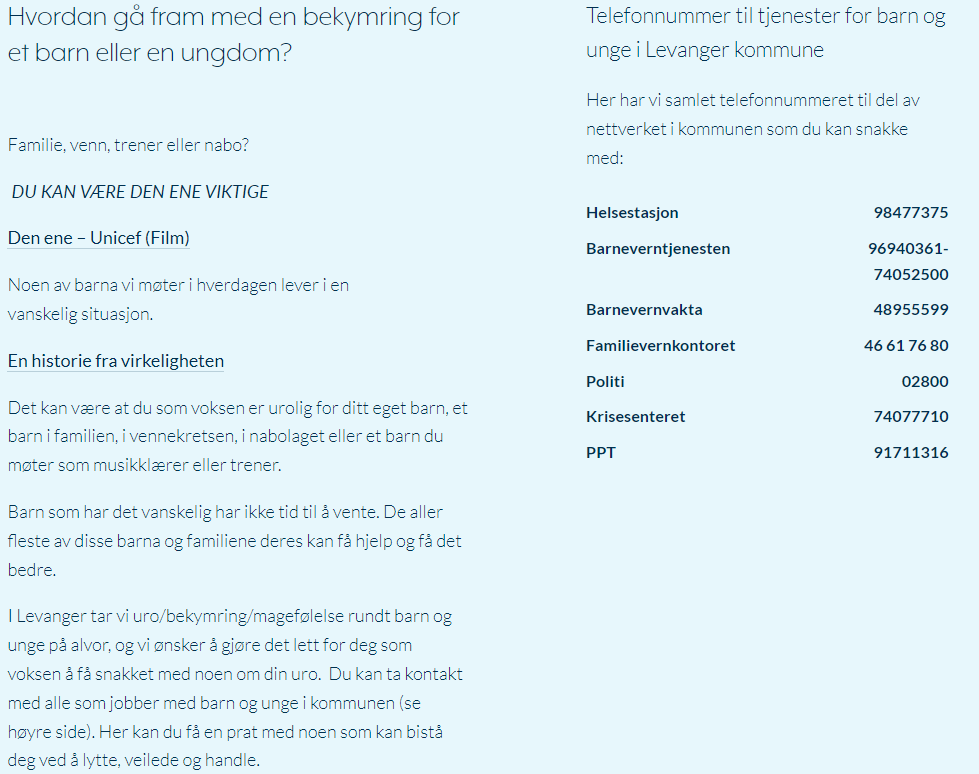 Hvordan gå fram med en bekymring for
et barn eller en ungdom?
Familie, venn, trener eller nabo?
DU KAN VÆRE DEN ENE VIKTIGE
Den ene – Unicef (Film)
Noen av barna vi møter i hverdagen lever i en
vanskelig situasjon.
En historie fra virkeligheten
Det kan være at du som voksen er urolig for ditt eget barn, et
barn i familien, i vennekretsen, i nabolaget eller et barn du
møter som musikklærer eller trener.
Barn som har det vanskelig har ikke tid til å vente. De aller
fleste av disse barna og familiene deres kan få hjelp og få det
bedre.
I Levanger tar vi uro/bekymring/magefølelse rundt barn og
unge på alvor, og vi ønsker å gjøre det lett for deg som
voksen å få snakket med noen om din uro.  Du kan ta kontakt
med alle som jobber med barn og unge i kommunen (se
høyre side). Her kan du få en prat med noen som kan bistå
deg ved å lytte, veilede og handle.
Telefonnummer til tjenester for barn og
unge i Levanger kommune
Her har vi samlet telefonnummeret til del av
nettverket i kommunen som du kan snakke
med:
Helsestasjon 98477375
Barneverntjenesten 96940361-
74052500
Barnevernvakta 48955599
Familievernkontoret 46 61 76 80
Politi 02800
Krisesenteret 74077710
PPT 91711316